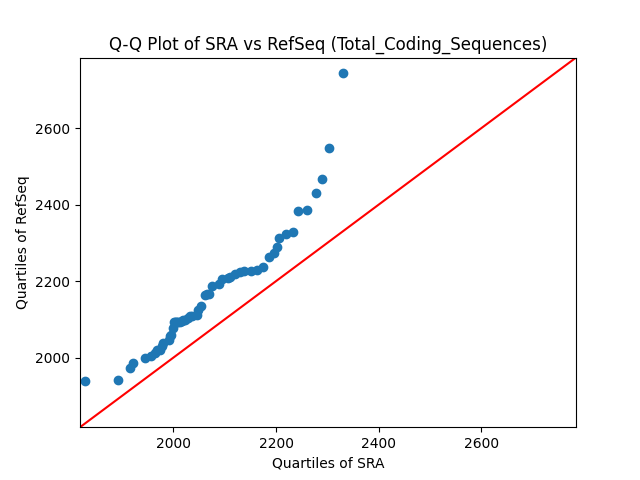 Q-Q Plot of SRA vs RefSeq (Total_Coding_Sequences)
Quartiles of RefSeq
2600
2400
2200
2000
2000 2200 2400 2600
Quartiles of SRA